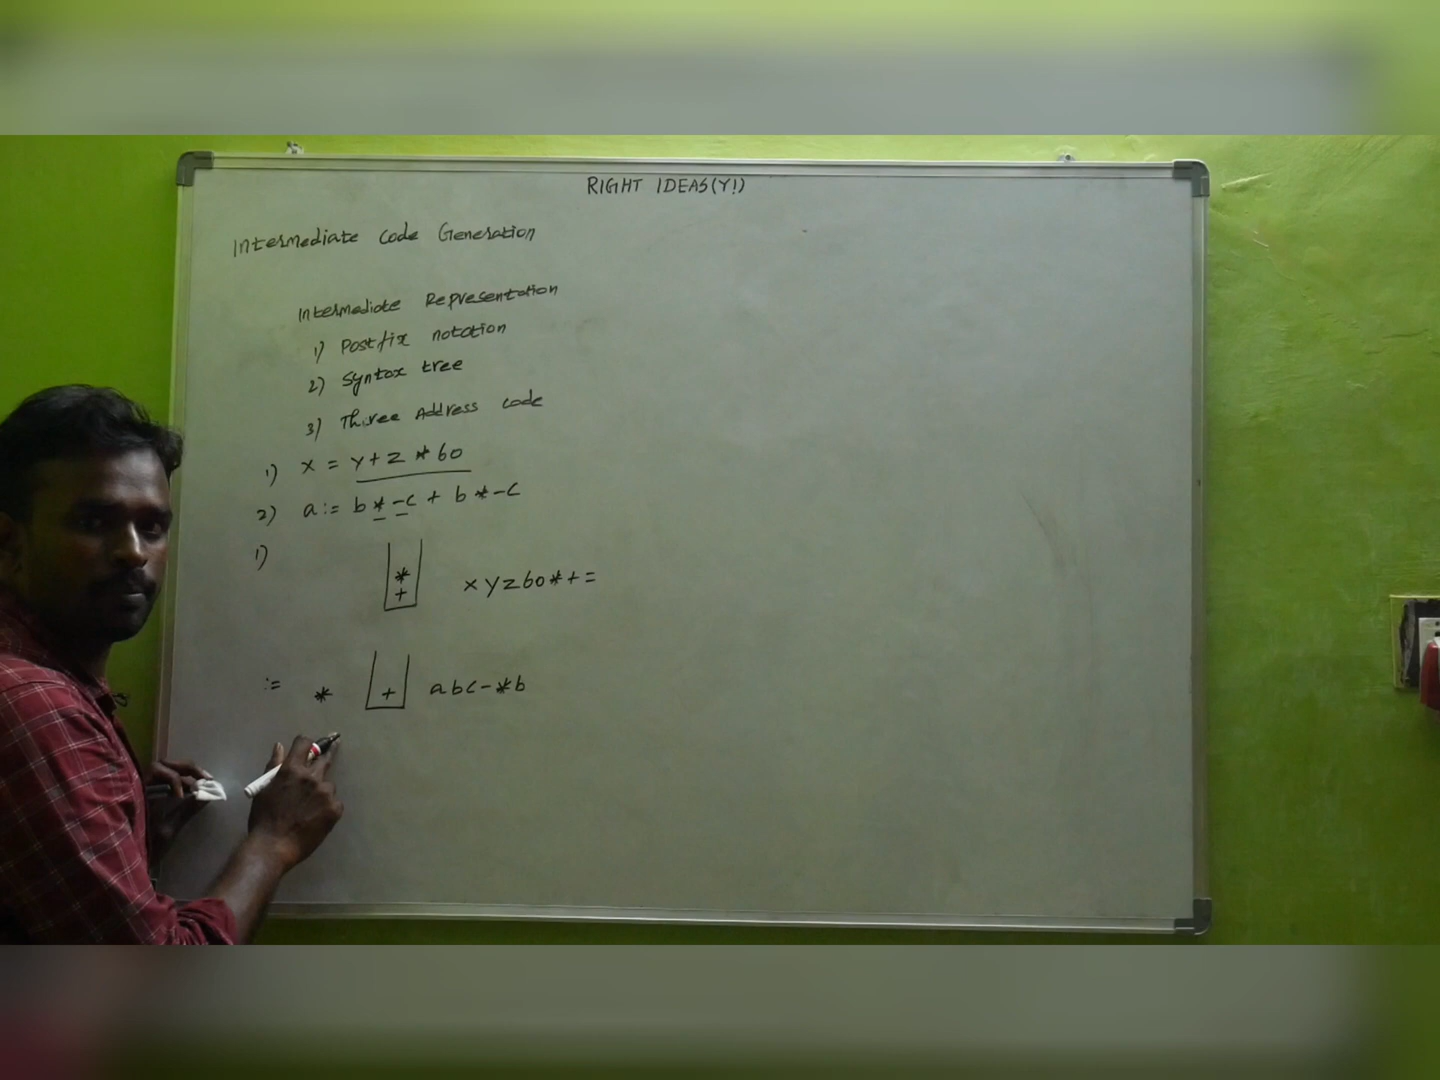 RIGHT IDEAS(Y!)
Intermediate Code Generation
Intermediate Representation
1) Postfix notation
2) Syntax tree
3) Three Address code
1) x = y+z * 60
2) a:= b * -c + b * -c
1)
*
+
xyz60*+=
:= * + abc-*b